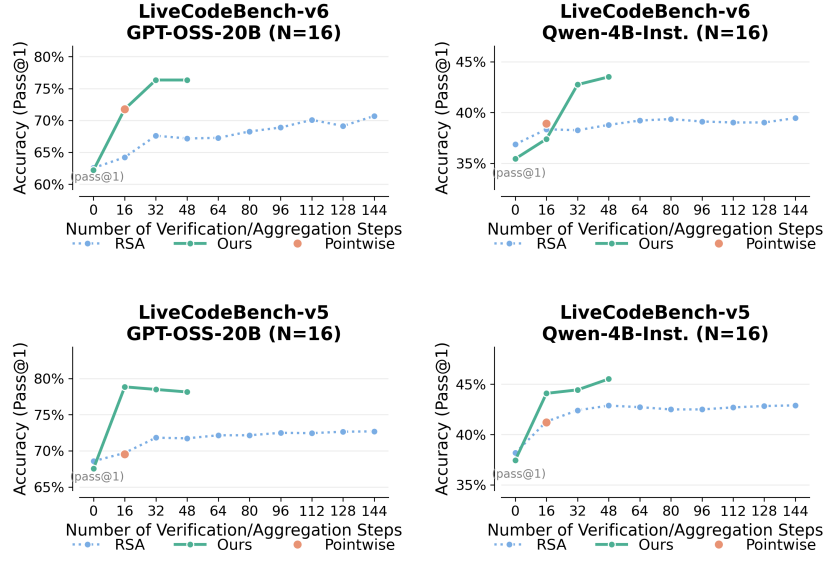 LiveCodeBench-v6
GPT-OSS-20B (N=16)
Accuracy (Pass@1)
80%
75%
70%
65%
60%
(pass@1)
0 16 32 48 64 80 96 112 128 144
Number of Verification/Aggregation Steps
RSA Ours Pointwise
LiveCodeBench-v6
Qwen-4B-Inst. (N=16)
Accuracy (Pass@1)
45%
40%
35%
(pass@1)
0 16 32 48 64 80 96 112 128 144
Number of Verification/Aggregation Steps
RSA Ours Pointwise
LiveCodeBench-v5
GPT-OSS-20B (N=16)
Accuracy (Pass@1)
80%
75%
70%
65%
(pass@1)
0 16 32 48 64 80 96 112 128 144
Number of Verification/Aggregation Steps
RSA Ours Pointwise
LiveCodeBench-v5
Qwen-4B-Inst. (N=16)
Accuracy (Pass@1)
45%
40%
35%
(pass@1)
0 16 32 48 64 80 96 112 128 144
Number of Verification/Aggregation Steps
RSA Ours Pointwise